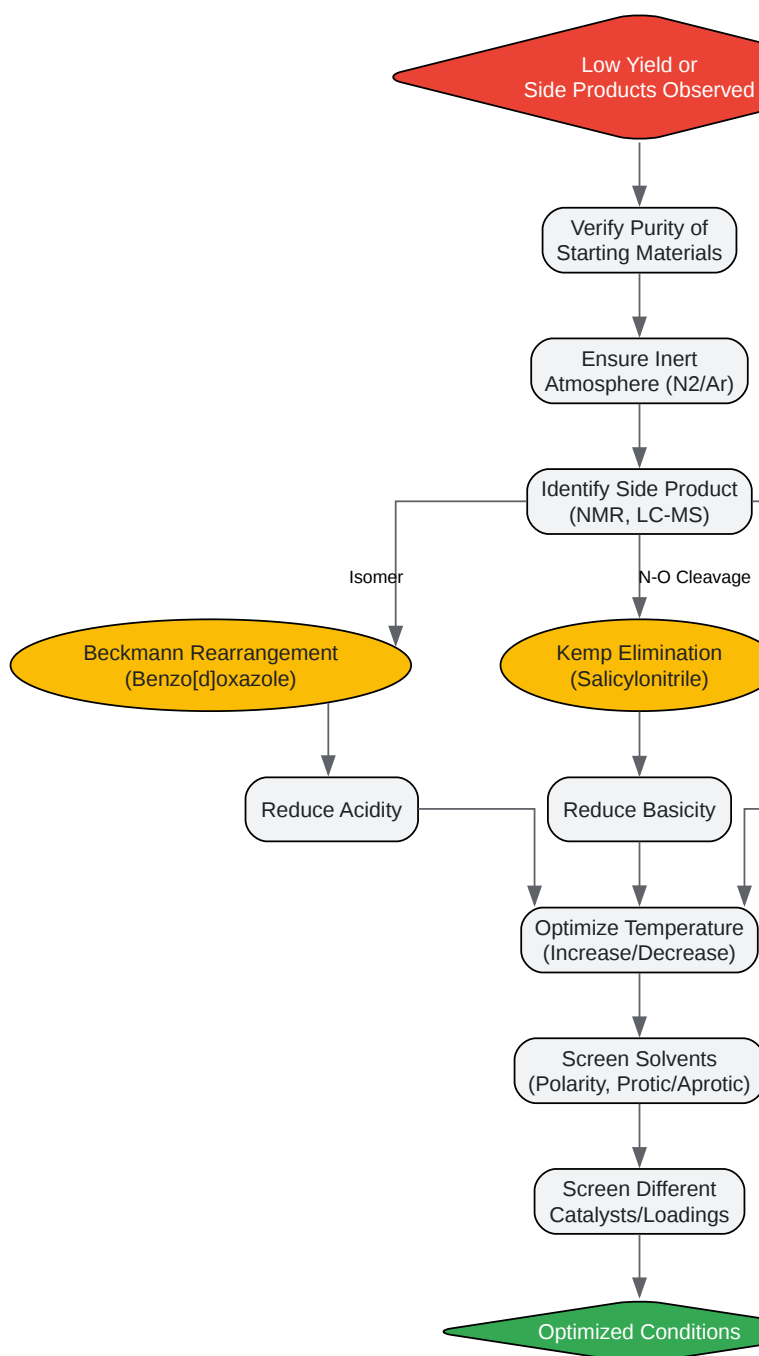 Low Yield or
Side Products Observed
Verify Purity of
Starting Materials
Ensure Inert
Atmosphere (N2/Ar)
Identify Side Product
(NMR, LC-MS)
Isomer
N-O Cleavage
Beckmann Rearrangement
(Benzo[d]oxazole)
Kemp Elimination
(Salicylonitrile)
Reduce Acidity
Reduce Basicity
Optimize Temperature
(Increase/Decrease)
Screen Solvents
(Polarity, Protic/Aprotic)
Screen Different
Catalysts/Loadings
Optimized Conditions